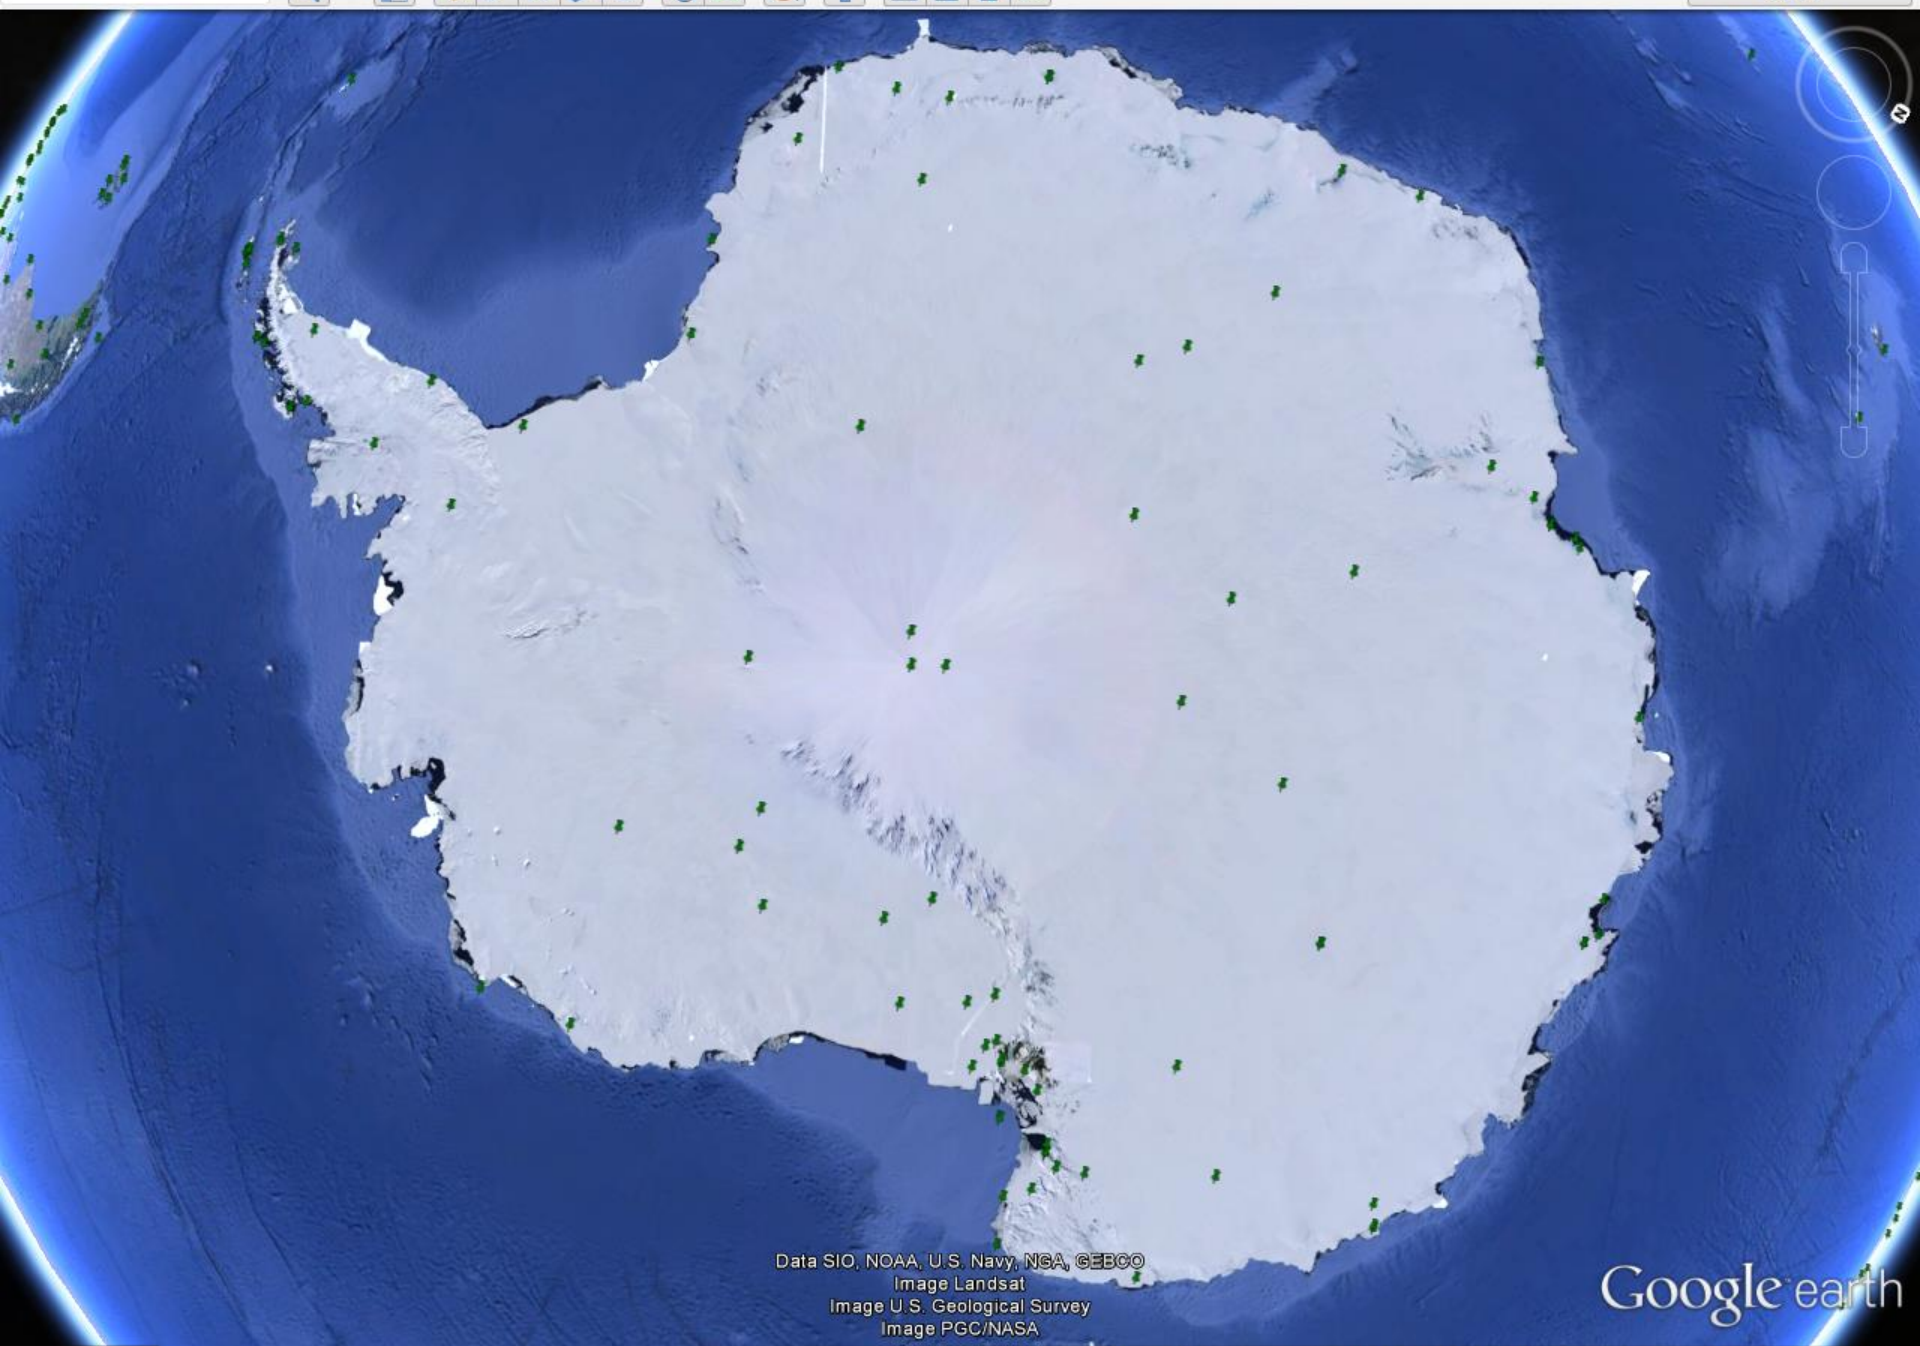 N
Data SIO, NOAA, U.S. Navy, NGA, GEBCO
Image Landsat
Image U.S. Geological Survey
Image PGC/NASA
Google earth